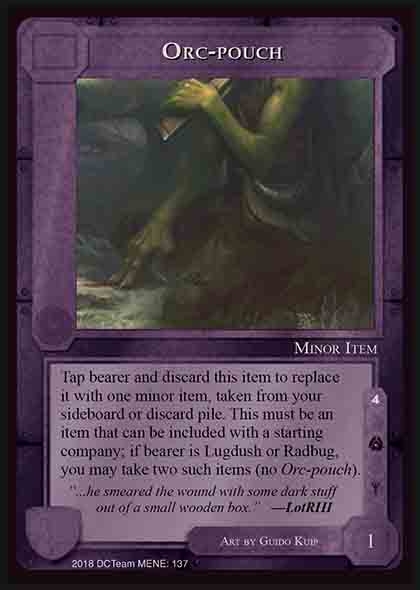 Orc-pouch
Minor Item
Tap bearer and discard this item to replace
it with one minor item, taken from your
sideboard or discard pile. This must be an
item that can be included with a starting
company; if bearer is Lugdush or Radbug,
you may take two such items (no Orc-pouch).
"...he smeared the wound with some dark stuff
out of a small wooden box." —LotRIII
4
Art by Guido Kuip
1
2018 DCTeam MENE: 137